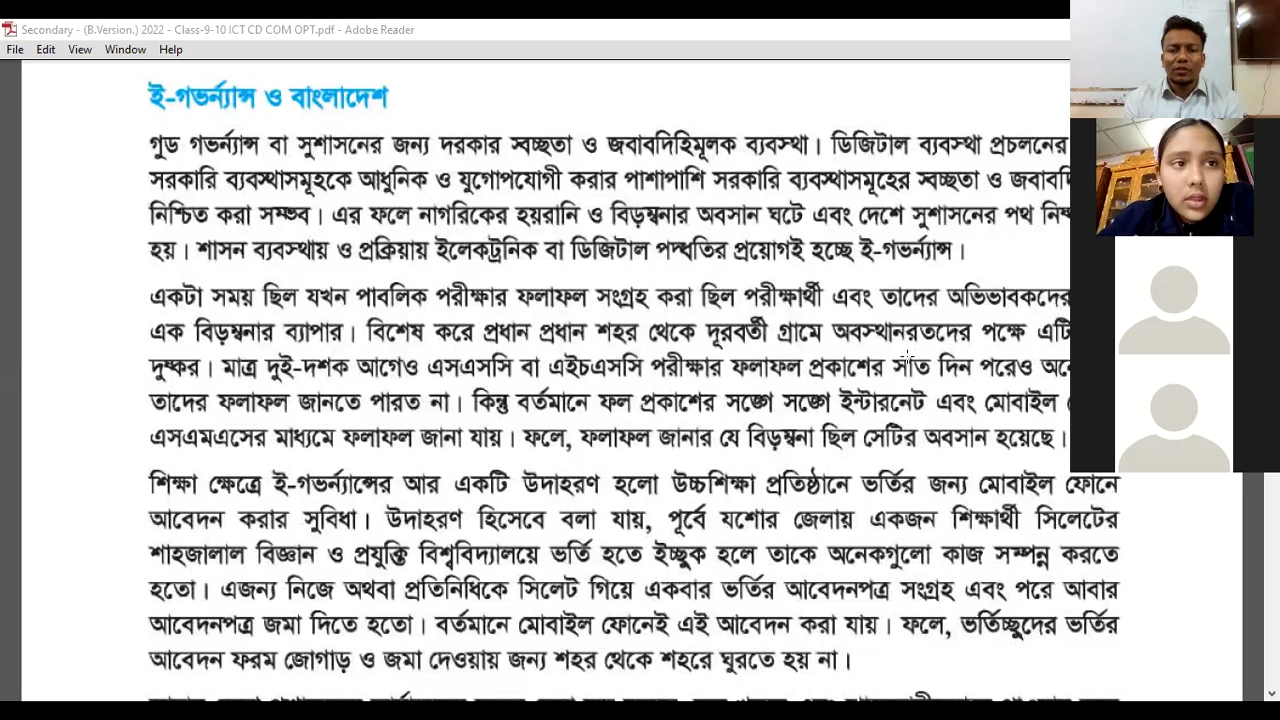 Secondary - (B.Version.) 2022 - Class-9-10 ICT CD COM OPT.pdf - Adobe Reader
File Edit View Window Help
ই-গভর্ন্যান্স ও বাংলাদেশ
গুড গভর্ন্যান্স বা সুশাসনের জন্য দরকার স্বচ্ছতা ও জবাবদিহিমূলক ব্যবস্থা। ডিজিটাল ব্যবস্থা প্রচলনের
সরকারি ব্যবস্থাসমূহকে আধুনিক ও যুগোপযোগী করার পাশাপাশি সরকারি ব্যবস্থাসমূহের স্বচ্ছতা ও
নিশ্চিত করা সম্ভব। এর ফলে নাগরিকের হয়রানি ও বিড়ম্বনার অবসান ঘটে এবং দেশে সুশাসনের পথ
হয়। শাসন ব্যবস্থায় ও প্রক্রিয়ায় ইলেকট্রনিক বা ডিজিটাল পদ্ধতির প্রয়োগই হচ্ছে ই-গভর্ন্যান্স।
একটা সময় ছিল যখন পাবলিক পরীক্ষার ফলাফল সংগ্রহ করা ছিল পরীক্ষার্থী এবং তাদের অভিভাবকদের
এক বিড়ম্বনার ব্যাপার। বিশেষ করে প্রধান প্রধান শহর থেকে দূরবর্তী গ্রামে অবস্থানরতদের পক্ষে
দুষ্কর। মাত্র দুই-দশক আগেও এসএসসি বা এইচএসসি পরীক্ষার ফলাফল প্রকাশের সাত দিন পরেও
তাদের ফলাফল জানতে পারত না। কিন্তু বর্তমানে ফল প্রকাশের সঙ্গে সঙ্গে ইন্টারনেট এবং মোবাইল
এসএমএসের মাধ্যমে ফলাফল জানা যায়। ফলে, ফলাফল জানার যে বিড়ম্বনা ছিল সেটির অবসান হয়েছে।
শিক্ষা ক্ষেত্রে ই-গভর্ন্যান্সের আর একটি উদাহরণ হলো উচ্চশিক্ষা প্রতিষ্ঠানে ভর্তির জন্য মোবাইল ফোনে
আবেদন করার সুবিধা। উদাহরণ হিসেবে বলা যায়, পূর্বে যশোর জেলায় একজন শিক্ষার্থী সিলেটের
শাহজালাল বিজ্ঞান ও প্রযুক্তি বিশ্ববিদ্যালয়ে ভর্তি হতে ইচ্ছুক হলে তাকে অনেকগুলো কাজ সম্পন্ন করতে
হতো। এজন্য নিজে অথবা প্রতিনিধিকে সিলেট গিয়ে একবার ভর্তির আবেদনপত্র সংগ্রহ এবং পরে আবার
আবেদনপত্র জমা দিতে হতো। বর্তমানে মোবাইল ফোনেই এই আবেদন করা যায়। ফলে, ভর্তিচ্ছুদের ভর্তির
আবেদন ফরম জোগাড় ও জমা দেওয়ায় জন্য শহর থেকে শহরে ঘুরতে হয় না।